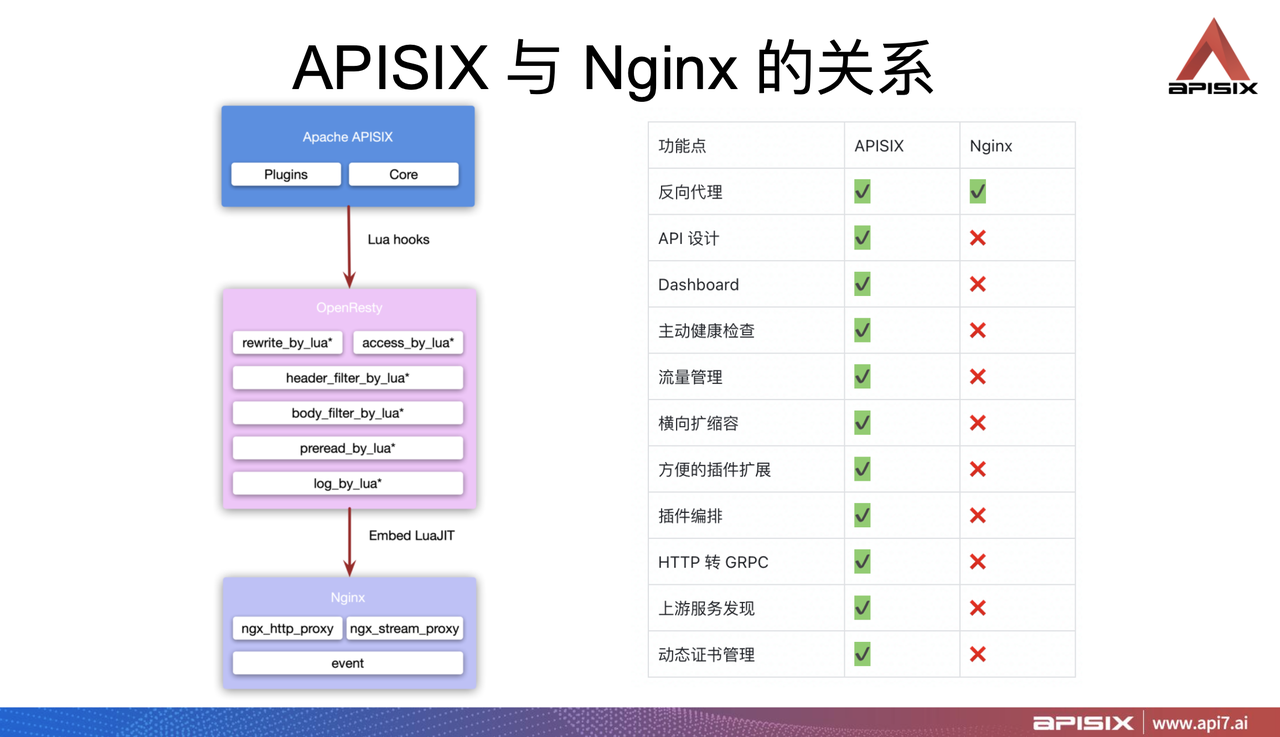 APISIX 与 Nginx 的关系
APISIX
Apache APISIX
Plugins Core
Lua hooks
OpenResty
rewrite_by_lua* access_by_lua*
header_filter_by_lua*
body_filter_by_lua*
preread_by_lua*
log_by_lua*
Embed LuaJIT
Nginx
ngx_http_proxy ngx_stream_proxy
event
功能点 APISIX Nginx
反向代理 ✓ ✓
API 设计 ✓ ❌
Dashboard ✓ ❌
主动健康检查 ✓ ❌
流量管理 ✓ ❌
横向扩缩容 ✓ ❌
方便的插件扩展 ✓ ❌
插件编排 ✓ ❌
HTTP 转 GRPC ✓ ❌
上游服务发现 ✓ ❌
动态证书管理 ✓ ❌
APISIX www.api7.ai